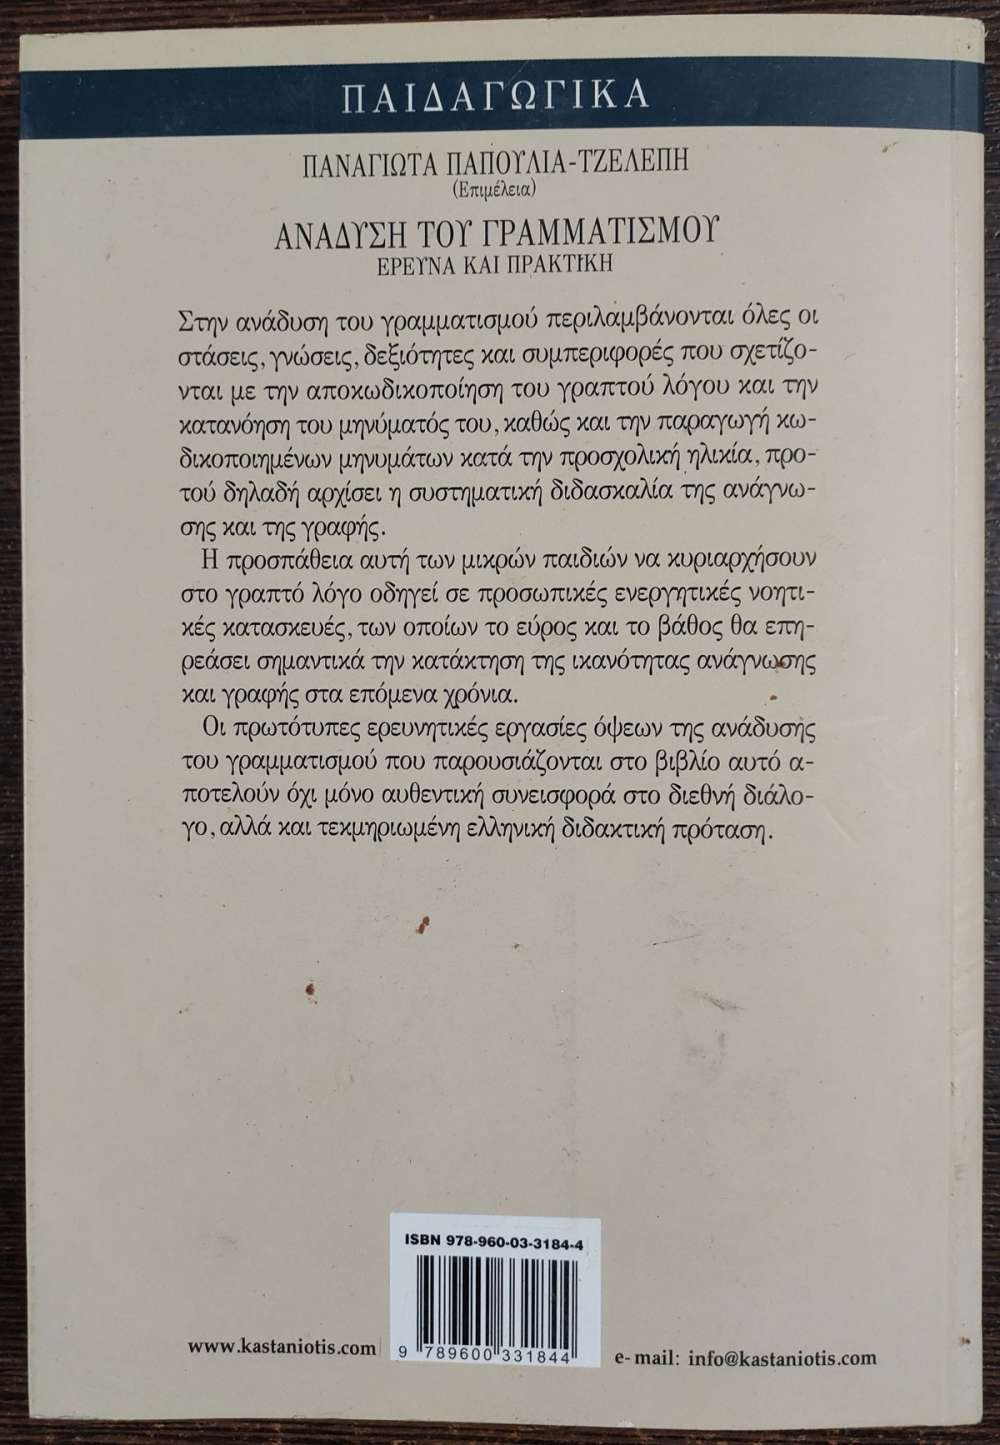 ΠΑΙΔΑΓΩΓΙΚΑ
ΠΑΝΑΓΙΩΤΑ ΠΑΠΟΥΛΙΑ-ΤΖΕΛΕΠΗ
(Επιμέλεια)
ΑΝΑΔΥΣΗ ΤΟΥ ΓΡΑΜΜΑΤΙΣΜΟΥ
ΕΡΕΥΝΑ ΚΑΙ ΠΡΑΚΤΙΚΗ
Στην ανάδυση του γραμματισμού περιλαμβάνονται όλες οι
στάσεις, γνώσεις, δεξιότητες και συμπεριφορές που σχετίζο-
νται με την αποκωδικοποίηση του γραπτού λόγου και την
κατανόηση του μηνύματός του, καθώς και την παραγωγή κω-
δικοποιημένων μηνυμάτων κατά την προσχολική ηλικία, προ-
τού δηλαδή αρχίσει η συστηματική διδασκαλία της ανάγνω-
σης και της γραφής.
Η προσπάθεια αυτή των μικρών παιδιών να κυριαρχήσουν
στο γραπτό λόγο οδηγεί σε προσωπικές ενεργητικές νοητι-
κές κατασκευές, των οποίων το εύρος και το βάθος θα επη-
ρεάσει σημαντικά την κατάκτηση της ικανότητας ανάγνωσης
και γραφής στα επόμενα χρόνια.
Οι πρωτότυπες ερευνητικές εργασίες όψεων της ανάδυσης
του γραμματισμού που παρουσιάζονται στο βιβλίο αυτό α-
ποτελούν όχι μόνο αυθεντική συνεισφορά στο διεθνή διάλο-
γο, αλλά και τεκμηριωμένη ελληνική διδακτική πρόταση.
ISBN 978-960-03-3184-4
9 789600 331844
www.kastaniotis.com
e-mail: info@kastaniotis.com